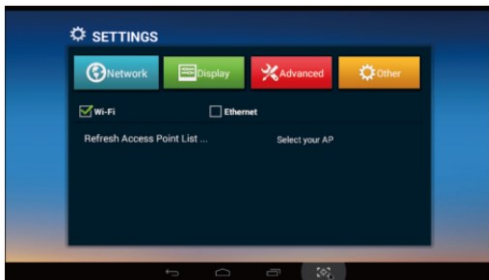 SETTINGS
Network Display Advanced Other
Wi-Fi Ethernet
Refresh Access Point List ... Select your AP